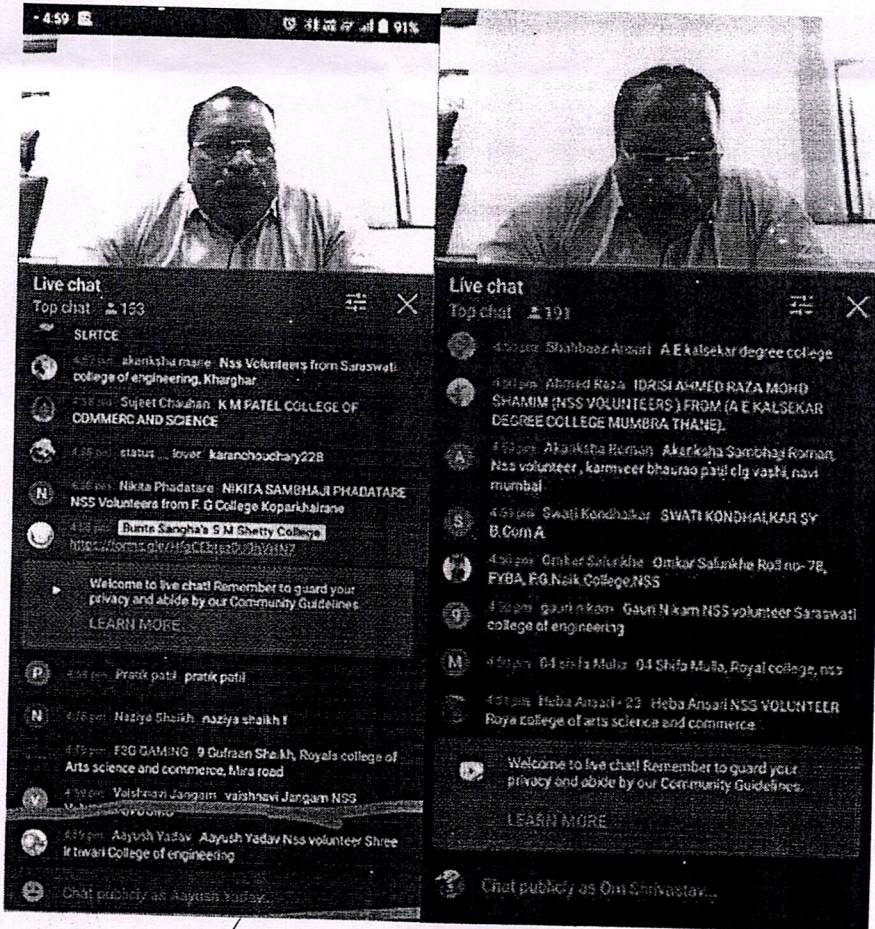 4:59
91%
Live chat
Top chat 153
SLRTCE
akanksha mane Nss Volunteers from Saraswati
college of engineering, Kharghar
Sujeet Chauhan K M PATEL COLLEGE OF
COMMERC AND SCIENCE
status lover karanchouchary228
N Nikita Phadatare NIKITA SAMBHAJI PHADATARE
NSS Volunteers from F. G College Koparkhairane
Bunts Sangha's S M Shetty College
Welcome to live chat! Remember to guard your
privacy and abide by our Community Guidelines
LEARN MORE
P Pratik patil pratik patil
N Naziya Shaikh naziya shaikh f
F2G GAMING 9 Gufraan Shaikh, Royals college of
Arts science and commerce, Mira road
V 4:59 pm Vaishnavi Jangam vaishnavi Jangam NSS
4:59 pm Aayush Yadav Aayush Yadav Nss volunteer Shree
lr tiwari College of engineering
Chat publicly as Aayush Yadav...
Live chat
Top chat 191
Shahbaaz Ansari A E kalsekar degree college
Ahmed Raza IDRISI AHMED RAZA MOHD
SHAMIM (NSS VOLUNTEERS ) FROM (A E KALSEKAR
DEGREE COLLEGE MUMBRA THANE).
A Akanksha Roman Akanksha Sambhaji Roman,
Nss volunteer , karmveer bhaurao patil clg vashi, navi
mumbai
S Swati Kondhalkar SWATI KONDHALKAR SY
B.Com A
Omkar Salunkhe Omkar Salunkhe Roll no- 78,
FYBA, F.G.Naik College,NSS
g gauri nikam Gauri Nikam NSS volunteer Saraswati
college of engineering
M 04 shifa Mulla 04 Shifa Mulla, Royal college, nss
Heba Ansari - 23 Heba Ansari NSS VOLUNTEER
Roya college of arts science and commerce
Welcome to live chat! Remember to guard your
privacy and abide by our Community Guidelines.
LEARN MORE
Chat publicly as Om Shrivastav...